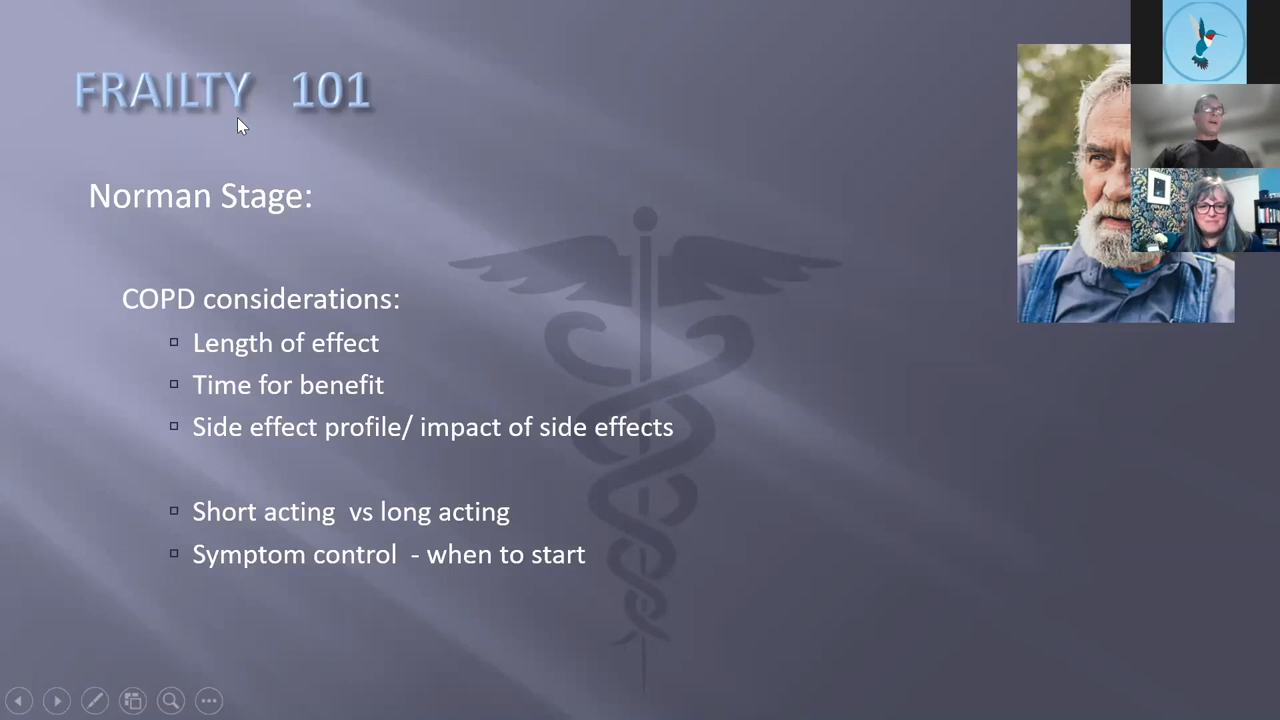 FRAILTY 101
Norman Stage:
COPD considerations:
Length of effect
Time for benefit
Side effect profile/ impact of side effects
Short acting vs long acting
Symptom control - when to start